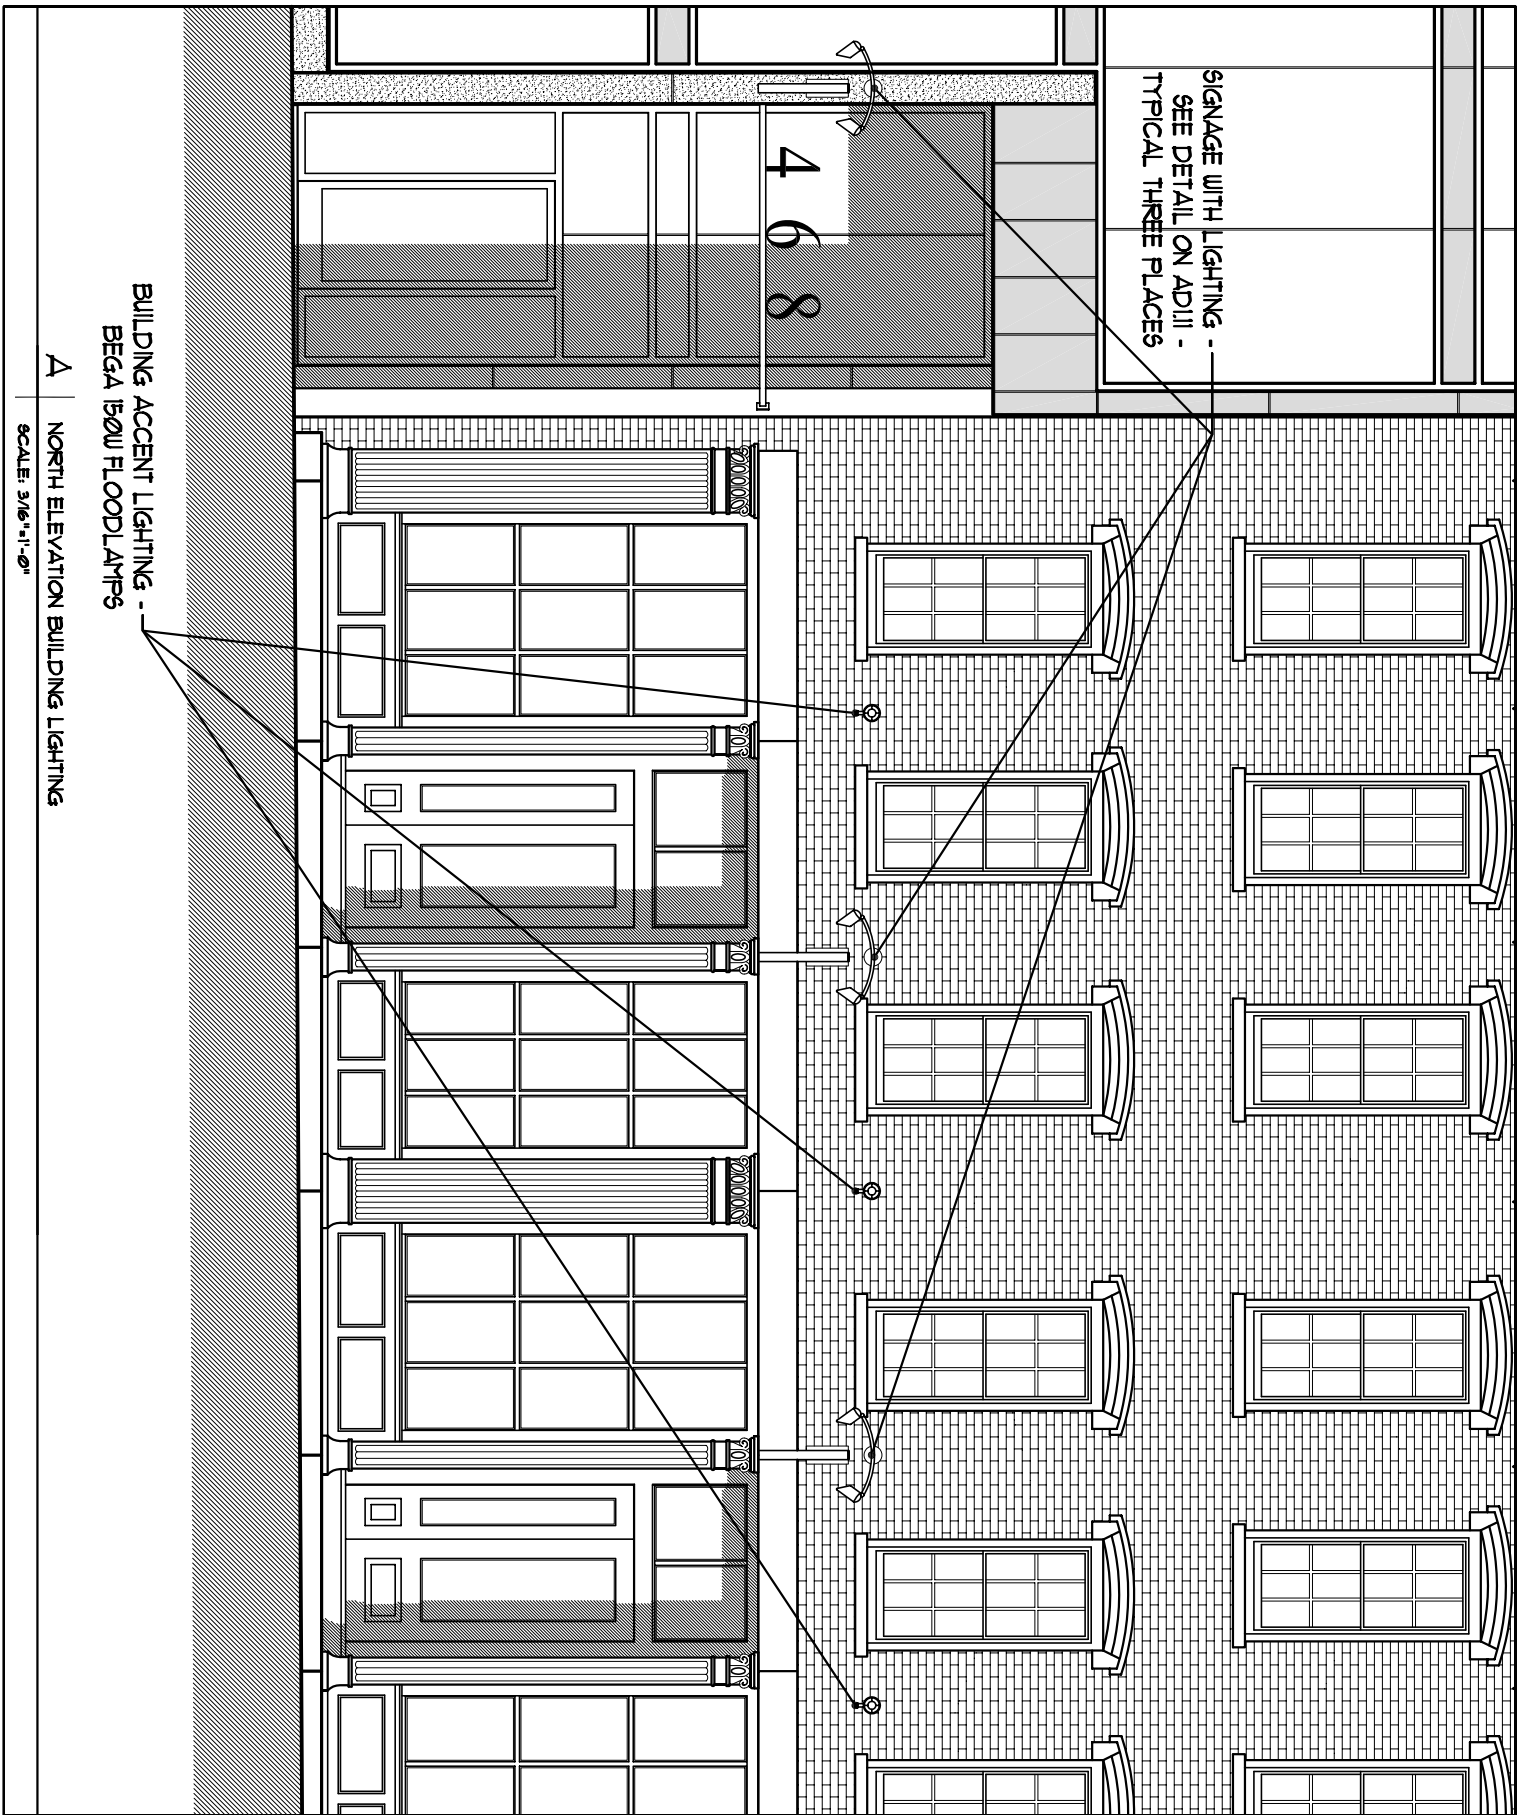 SIGNAGE WITH LIGHTING -
SEE DETAIL ON AD1.11 -
TYPICAL THREE PLACES
4 6 8
BUILDING ACCENT LIGHTING -
BEGA 150W FLOODLAMPS
A
NORTH ELEVATION BUILDING LIGHTING
SCALE: 3/16"=1'-0"